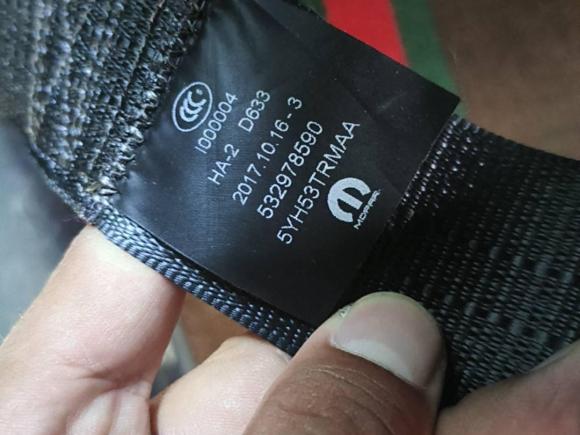 CCC
I000004
HA-2 D633
2017.10.16-3
532978590
5YH53TRMAA
MOPAR